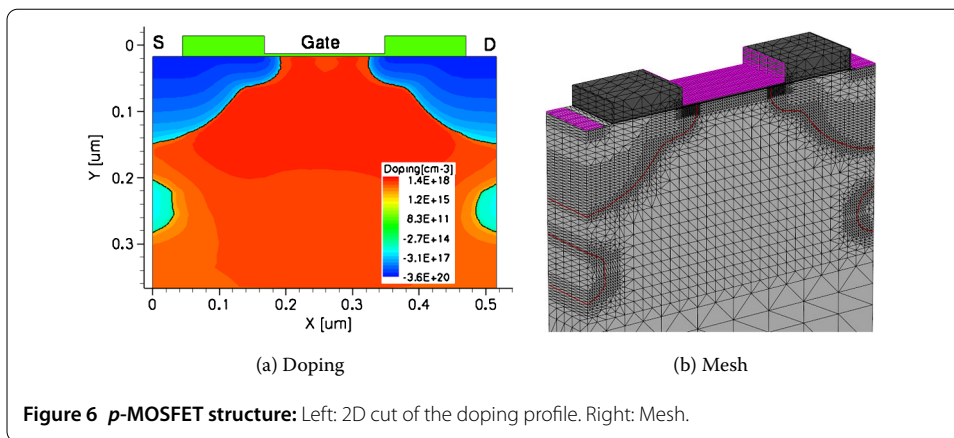 S Gate D
0
0.1
0.2
0.3
Y [um]
Doping[cm-3]
1.4E+18
1.2E+15
8.3E+11
-2.7E+14
-3.1E+17
-3.6E+20
0 0.1 0.2 0.3 0.4 0.5
X [um]
(a) Doping
(b) Mesh
Figure 6 p-MOSFET structure: Left: 2D cut of the doping profile. Right: Mesh.